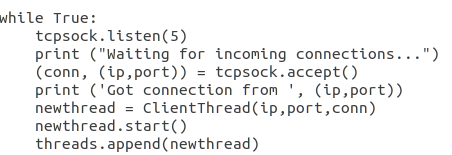 while True:
    tcpsock.listen(5)
    print ("Waiting for incoming connections...")
    (conn, (ip,port)) = tcpsock.accept()
    print ('Got connection from ', (ip,port))
    newthread = ClientThread(ip,port,conn)
    newthread.start()
    threads.append(newthread)